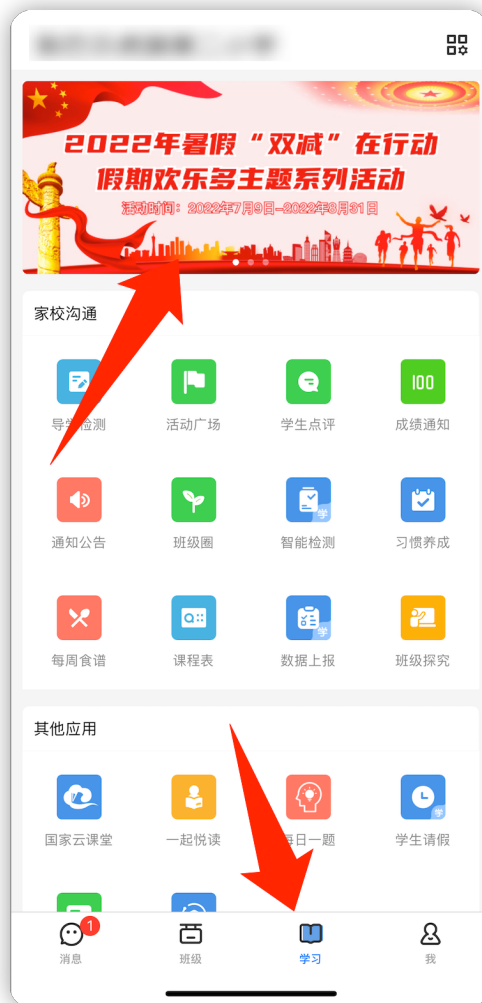 2022年暑假“双减”在行动
假期欢乐多主题系列活动
活动时间：2022年7月9日-2022年8月31日
家校沟通
导学检测 活动广场 学生点评 100 成绩通知
通知公告 班级圈 学 智能检测 习惯养成
每周食谱 课程表 学 数据上报 班级探究
其他应用
国家云课堂 一起悦读 每日一题 学 学生请假
1
消息 班级 学习 我